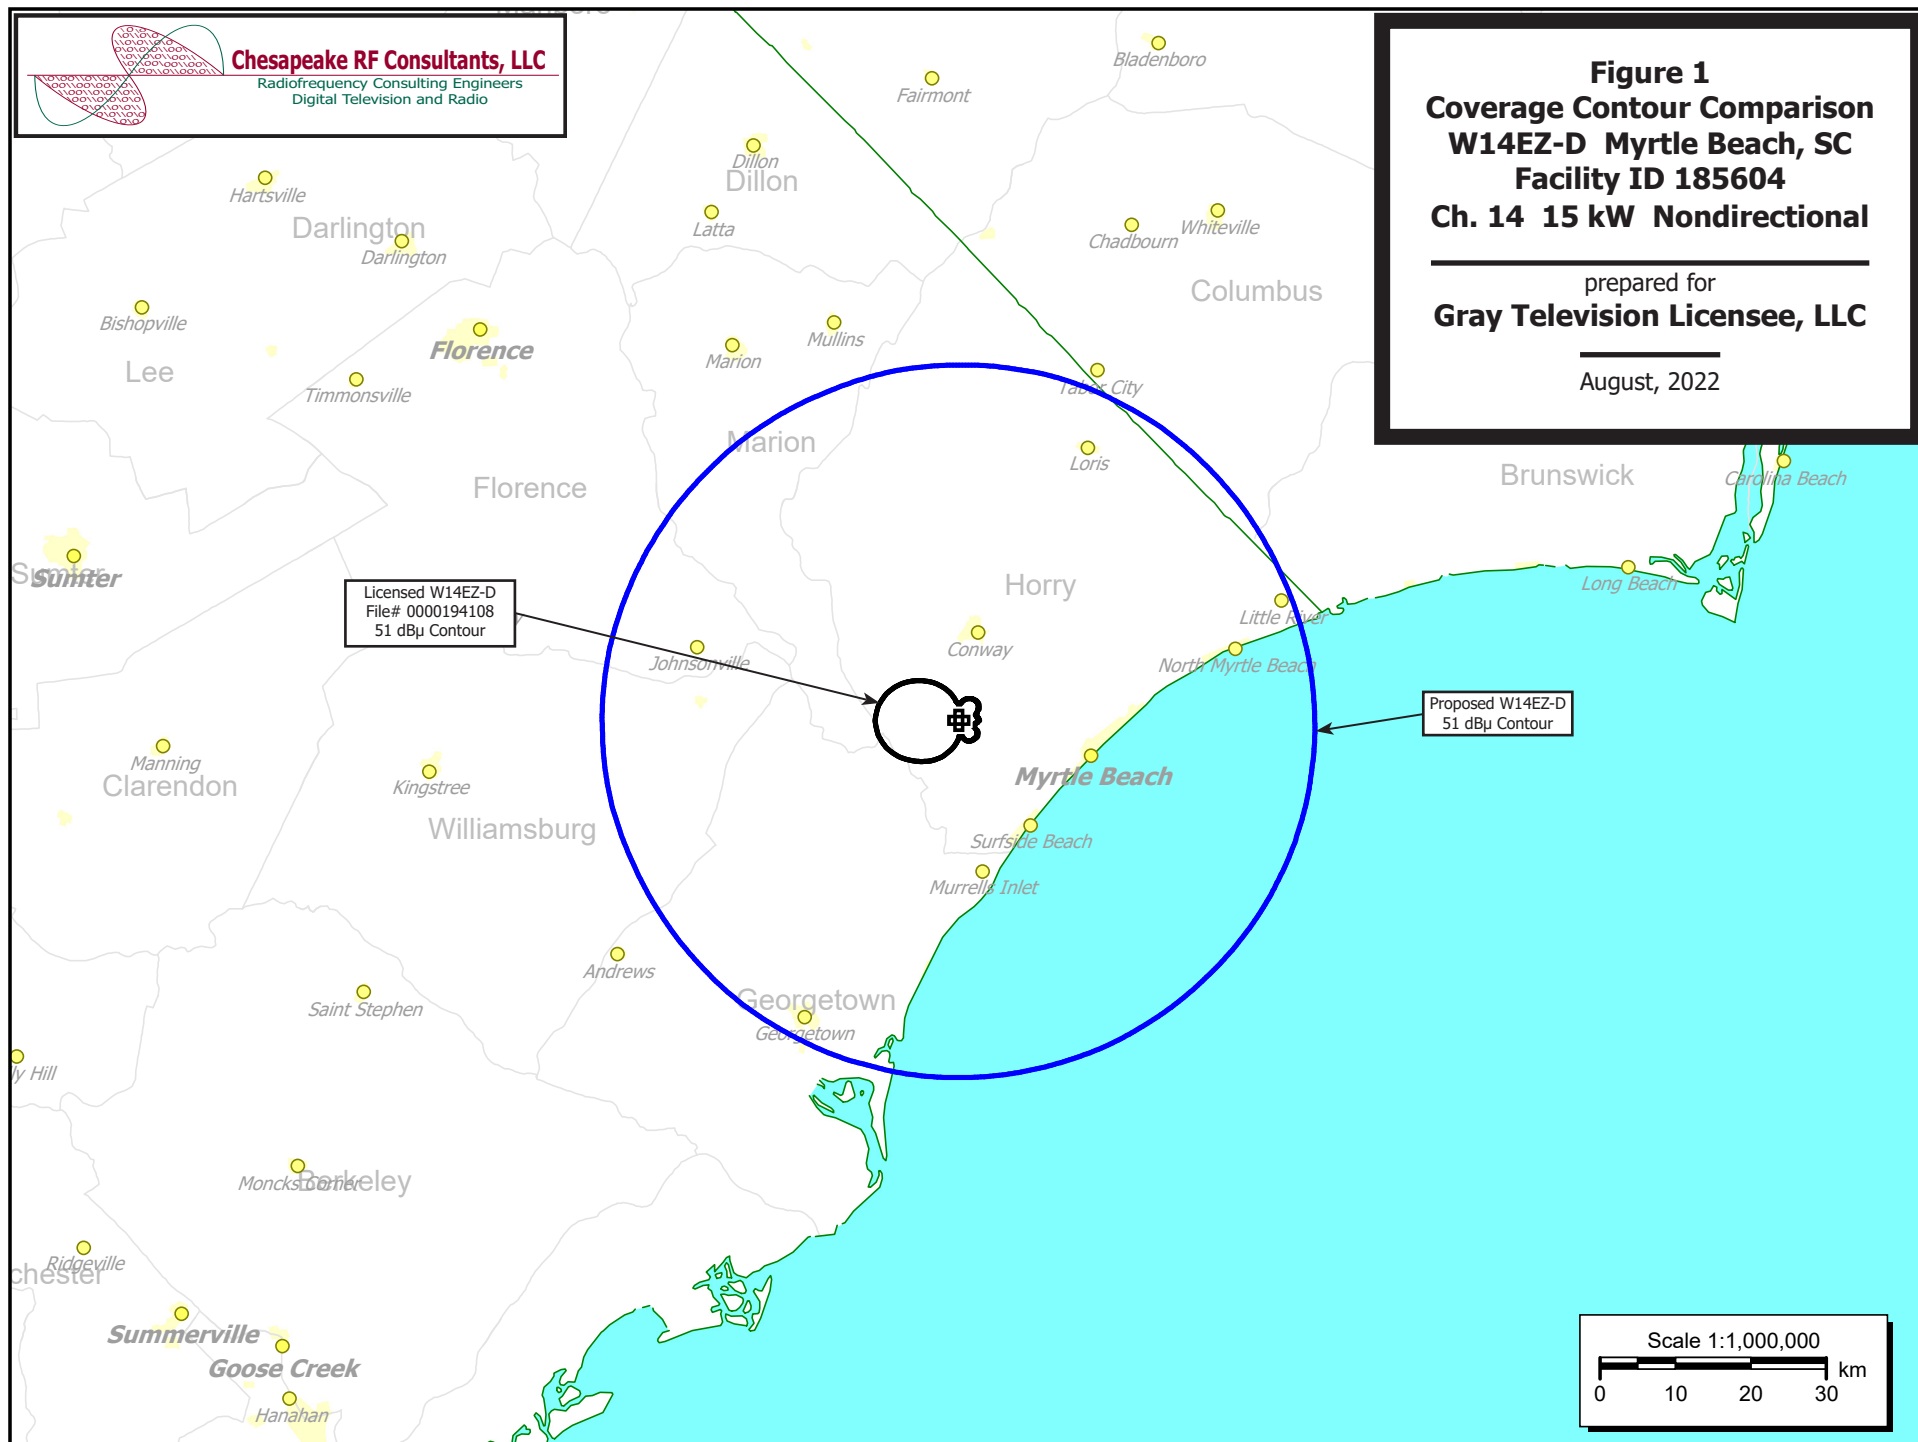 Chesapeake RF Consultants, LLC
Radiofrequency Consulting Engineers
Digital Television and Radio
Figure 1
Coverage Contour Comparison
W14EZ-D Myrtle Beach, SC
Facility ID 185604
Ch. 14 15 kW Nondirectional
prepared for
Gray Television Licensee, LLC
August, 2022
Bladenboro
Fairmont
Dillon
Dillon
Hartsville
Darlington
Darlington
Latta
Chadbourn
Whiteville
Columbus
Bishopville
Lee
Florence
Timmonsville
Marion
Mullins
Tabor City
Marion
Loris
Florence
Brunswick
Carolina Beach
Sumter
Sumter
Horry
Long Beach
Licensed W14EZ-D
File# 0000194108
51 dBµ Contour
Little River
Johnsonville
Conway
North Myrtle Beach
Proposed W14EZ-D
51 dBµ Contour
Manning
Clarendon
Kingstree
Myrtle Beach
Williamsburg
Surfside Beach
Murrells Inlet
Andrews
Saint Stephen
Georgetown
Georgetown
ly Hill
Moncks Corner
Berkeley
Ridgeville
chester
Summerville
Goose Creek
Hanahan
Scale 1:1,000,000
km
0 10 20 30